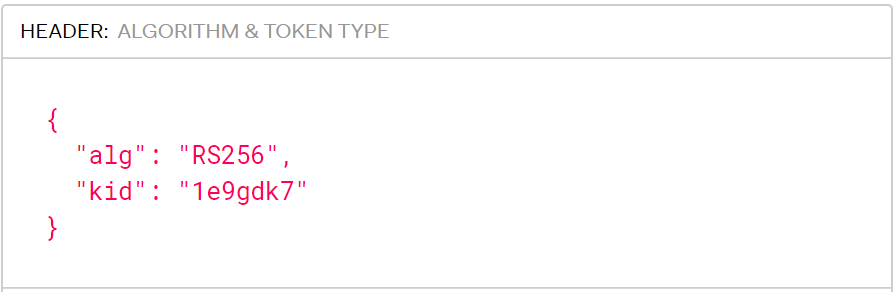 HEADER: ALGORITHM & TOKEN TYPE
{
"alg": "RS256",
"kid": "1e9gdk7"
}